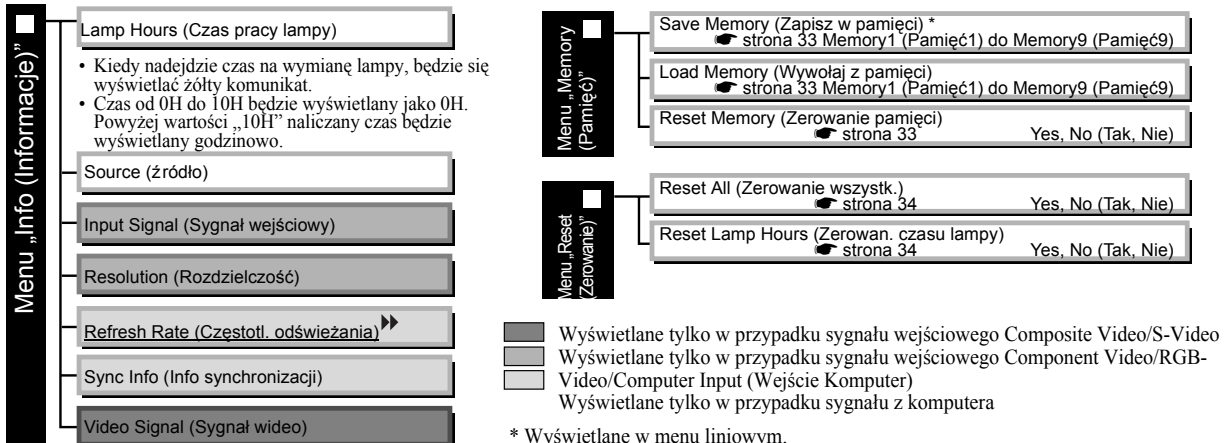 Menu „Info (Informacje)”
Lamp Hours (Czas pracy lampy)
• Kiedy nadejdzie czas na wymianę lampy, będzie się
wyświetlać żółty komunikat.
• Czas od 0H do 10H będzie wyświetlany jako 0H.
Powyżej wartości „10H” naliczany czas będzie
wyświetlany godzinowo.
Source (źródło)
Input Signal (Sygnał wejściowy)
Resolution (Rozdzielczość)
Refresh Rate (Częstotl. odświeżania)
Sync Info (Info synchronizacji)
Video Signal (Sygnał wideo)
Menu „Memory
(Pamięć)”
Save Memory (Zapisz w pamięci) *
☛ strona 33 Memory1 (Pamięć1) do Memory9 (Pamięć9)
Load Memory (Wywołaj z pamięci)
☛ strona 33 Memory1 (Pamięć1) do Memory9 (Pamięć9)
Reset Memory (Zerowanie pamięci)
☛ strona 33 Yes, No (Tak, Nie)
Menu „Reset
(Zerowanie)”
Reset All (Zerowanie wszystk.)
☛ strona 34 Yes, No (Tak, Nie)
Reset Lamp Hours (Zerowan. czasu lampy)
☛ strona 34 Yes, No (Tak, Nie)
Wyświetlane tylko w przypadku sygnału wejściowego Composite Video/S-Video
Wyświetlane tylko w przypadku sygnału wejściowego Component Video/RGB-
Video/Computer Input (Wejście Komputer)
Wyświetlane tylko w przypadku sygnału z komputera
* Wyświetlane w menu liniowym.